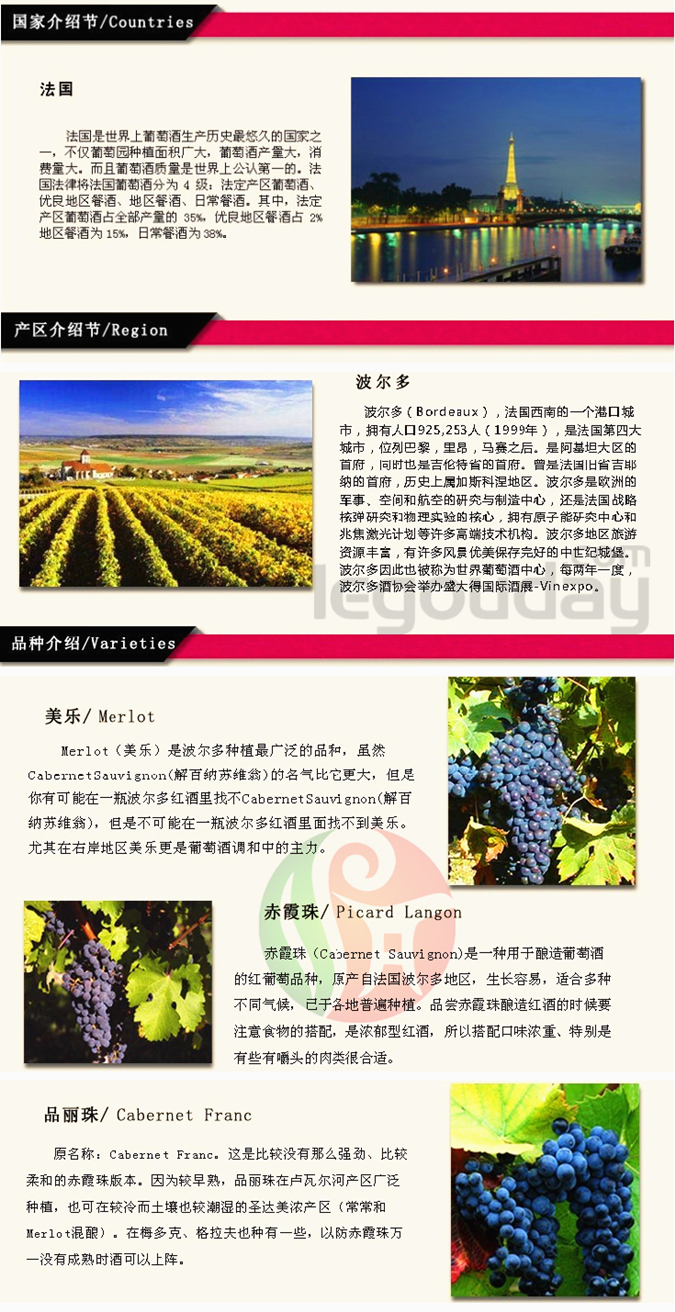 国家介绍节/Countries
法国
法国是世界上葡萄酒生产历史最悠久的国家之
一，不仅葡萄园种植面积广大，葡萄酒产量大，消
费量大。而且葡萄酒质量是世界上公认第一的。法
国法律将法国葡萄酒分为 4 级：法定产区葡萄酒、
优良地区餐酒、地区餐酒、日常餐酒。其中，法定
产区葡萄酒占全部产量的 35%，优良地区餐酒占 2%
地区餐酒为 15%，日常餐酒为 38%。
产区介绍节/Region
波尔多
波尔多（Bordeaux），法国西南的一个港口城
市，拥有人口925,253人（1999年），是法国第四大
城市，位列巴黎，里昂，马赛之后。是阿基坦大区的
首府，同时也是吉伦特省的首府。曾是法国旧省吉耶
纳的首府，历史上属加斯科涅地区。波尔多是欧洲的
军事、空间和航空的研究与制造中心，还是法国战略
核弹研究和物理实验的核心，拥有原子能研究中心和
兆焦激光计划等许多高端技术机构。波尔多地区旅游
资源丰富，有许多风景优美保存完好的中世纪城堡。
波尔多因此也被称为世界葡萄酒中心，每两年一度，
波尔多酒协会举办盛大得国际酒展-Vinexpo。
legouday
.com
品种介绍/Varieties
美乐/ Merlot
Merlot（美乐）是波尔多种植最广泛的品种，虽然
CabernetSauvignon(解百纳苏维翁)的名气比它更大，但是
你有可能在一瓶波尔多红酒里找不CabernetSauvignon(解百
纳苏维翁)，但是不可能在一瓶波尔多红酒里面找不到美乐。
尤其在右岸地区美乐更是葡萄酒调和中的主力。
赤霞珠/ Picard Langon
赤霞珠（Cabernet Sauvignon)是一种用于酿造葡萄酒
的红葡萄品种，原产自法国波尔多地区，生长容易，适合多种
不同气候，已于各地普遍种植。品尝赤霞珠酿造红酒的时候要
注意食物的搭配，是浓郁型红酒，所以搭配口味浓重、特别是
有些有嚼头的肉类很合适。
品丽珠/ Cabernet Franc
原名称：Cabernet Franc。这是比较没有那么强劲、比较
柔和的赤霞珠版本。因为较早熟，品丽珠在卢瓦尔河产区广泛
种植，也可在较冷而土壤也较潮湿的圣达美浓产区（常常和
Merlot混酿）。在梅多克、格拉夫也种有一些，以防赤霞珠万
一没有成熟时酒可以上阵。